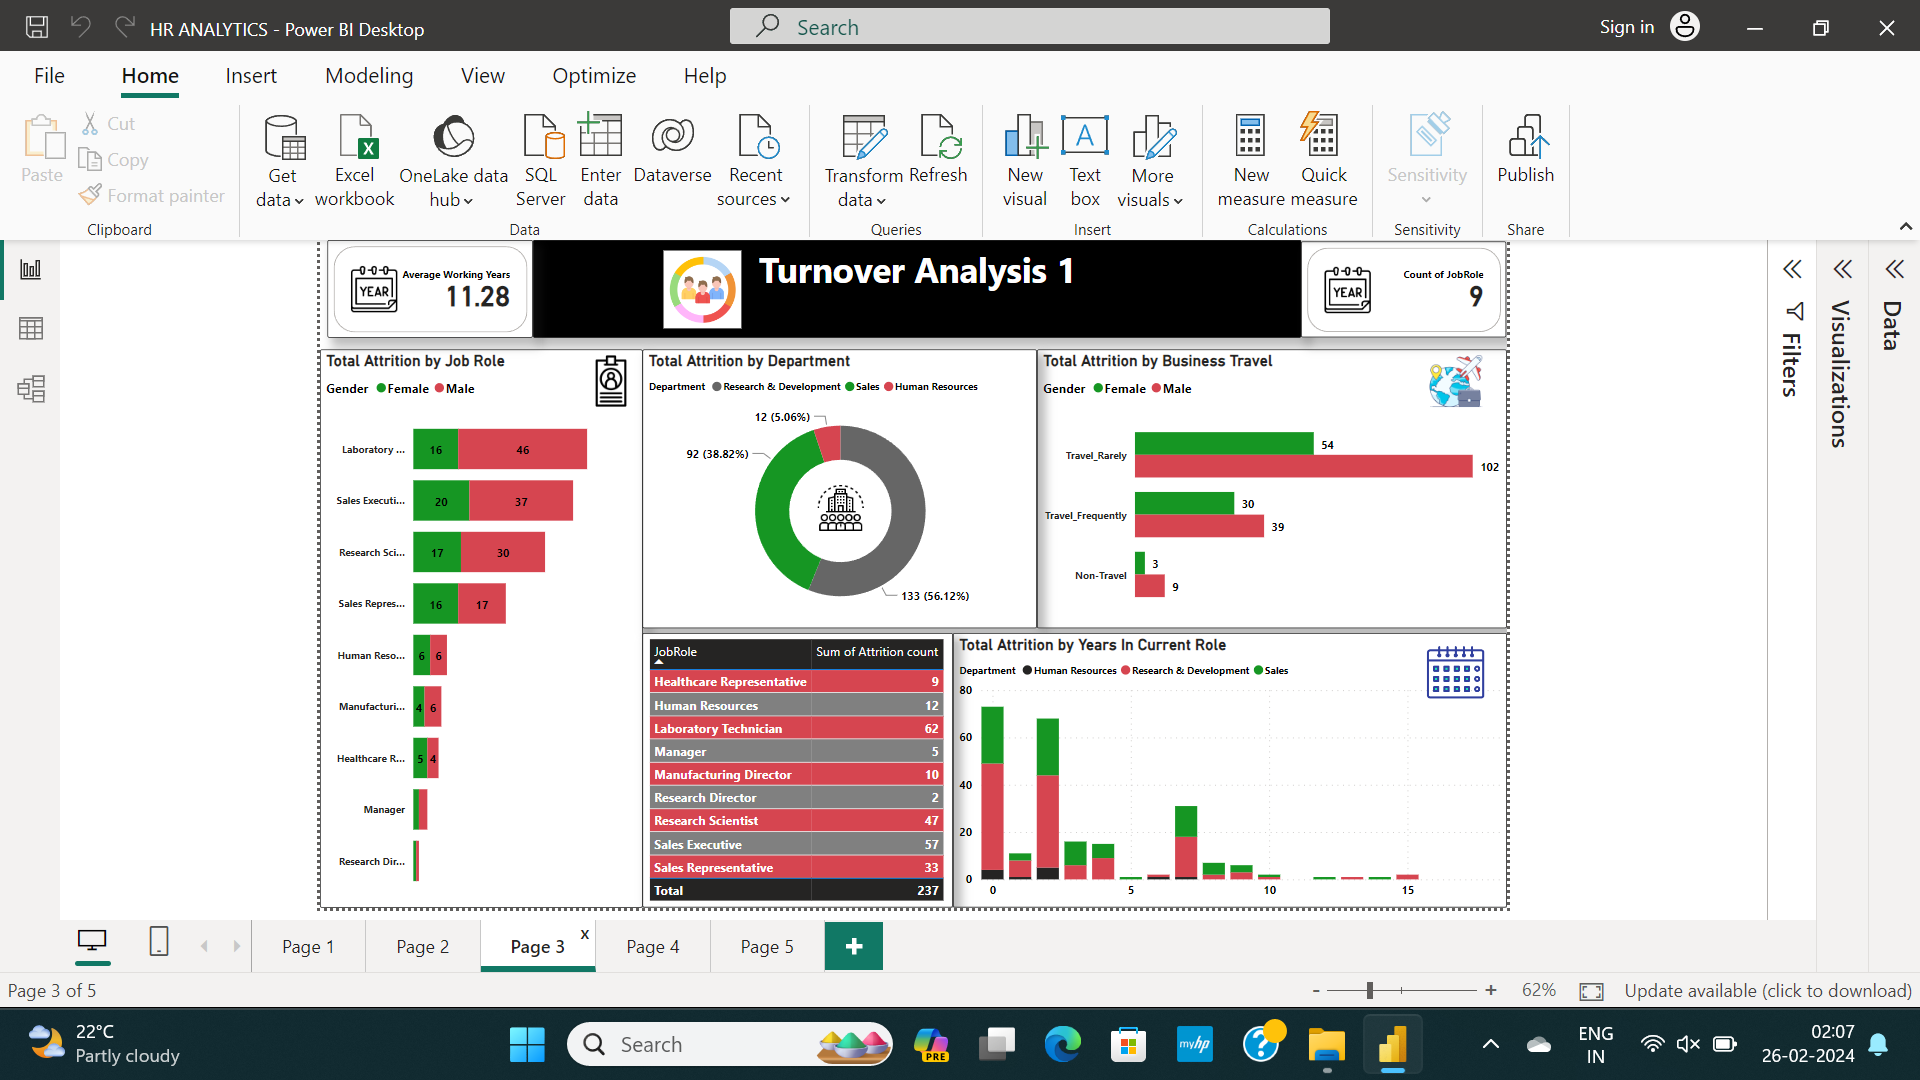 HR ANALYTICS - Power BI Desktop
Search
Sign in
File
Home
Insert
Modeling
View
Optimize
Help
Paste
Cut
Copy
Format painter
Clipboard
Get data
Excel workbook
OneLake data hub
SQL Server
Enter data
Dataverse
Recent sources
Data
Transform data
Refresh
Queries
New visual
Text box
More visuals
Insert
New measure
Quick measure
Calculations
Sensitivity
Sensitivity
Publish
Share
YEAR
Average Working Years
11.28
Turnover Analysis 1
YEAR
Count of JobRole
9
Filters
Visualizations
Data
Total Attrition by Job Role
Gender Female Male
Laboratory ... 16 46
Sales Executi... 20 37
Research Sci... 17 30
Sales Repres... 16 17
Human Reso... 6 6
Manufacturi... 4 6
Healthcare R... 5 4
Manager
Research Dir...
Total Attrition by Department
Department Research & Development Sales Human Resources
12 (5.06%)
92 (38.82%)
133 (56.12%)
Total Attrition by Business Travel
Gender Female Male
Travel_Rarely 54 102
Travel_Frequently 30 39
Non-Travel 3 9
JobRole Sum of Attrition count
Healthcare Representative 9
Human Resources 12
Laboratory Technician 62
Manager 5
Manufacturing Director 10
Research Director 2
Research Scientist 47
Sales Executive 57
Sales Representative 33
Total 237
Total Attrition by Years In Current Role
Department Human Resources Research & Development Sales
80
60
40
20
0
0 5 10 15
Page 1
Page 2
Page 3 x
Page 4
Page 5
+
Page 3 of 5
- + 62%
Update available (click to download)
22°C
Partly cloudy
Search
PRE
myhp
ENG
IN
02:07
26-02-2024